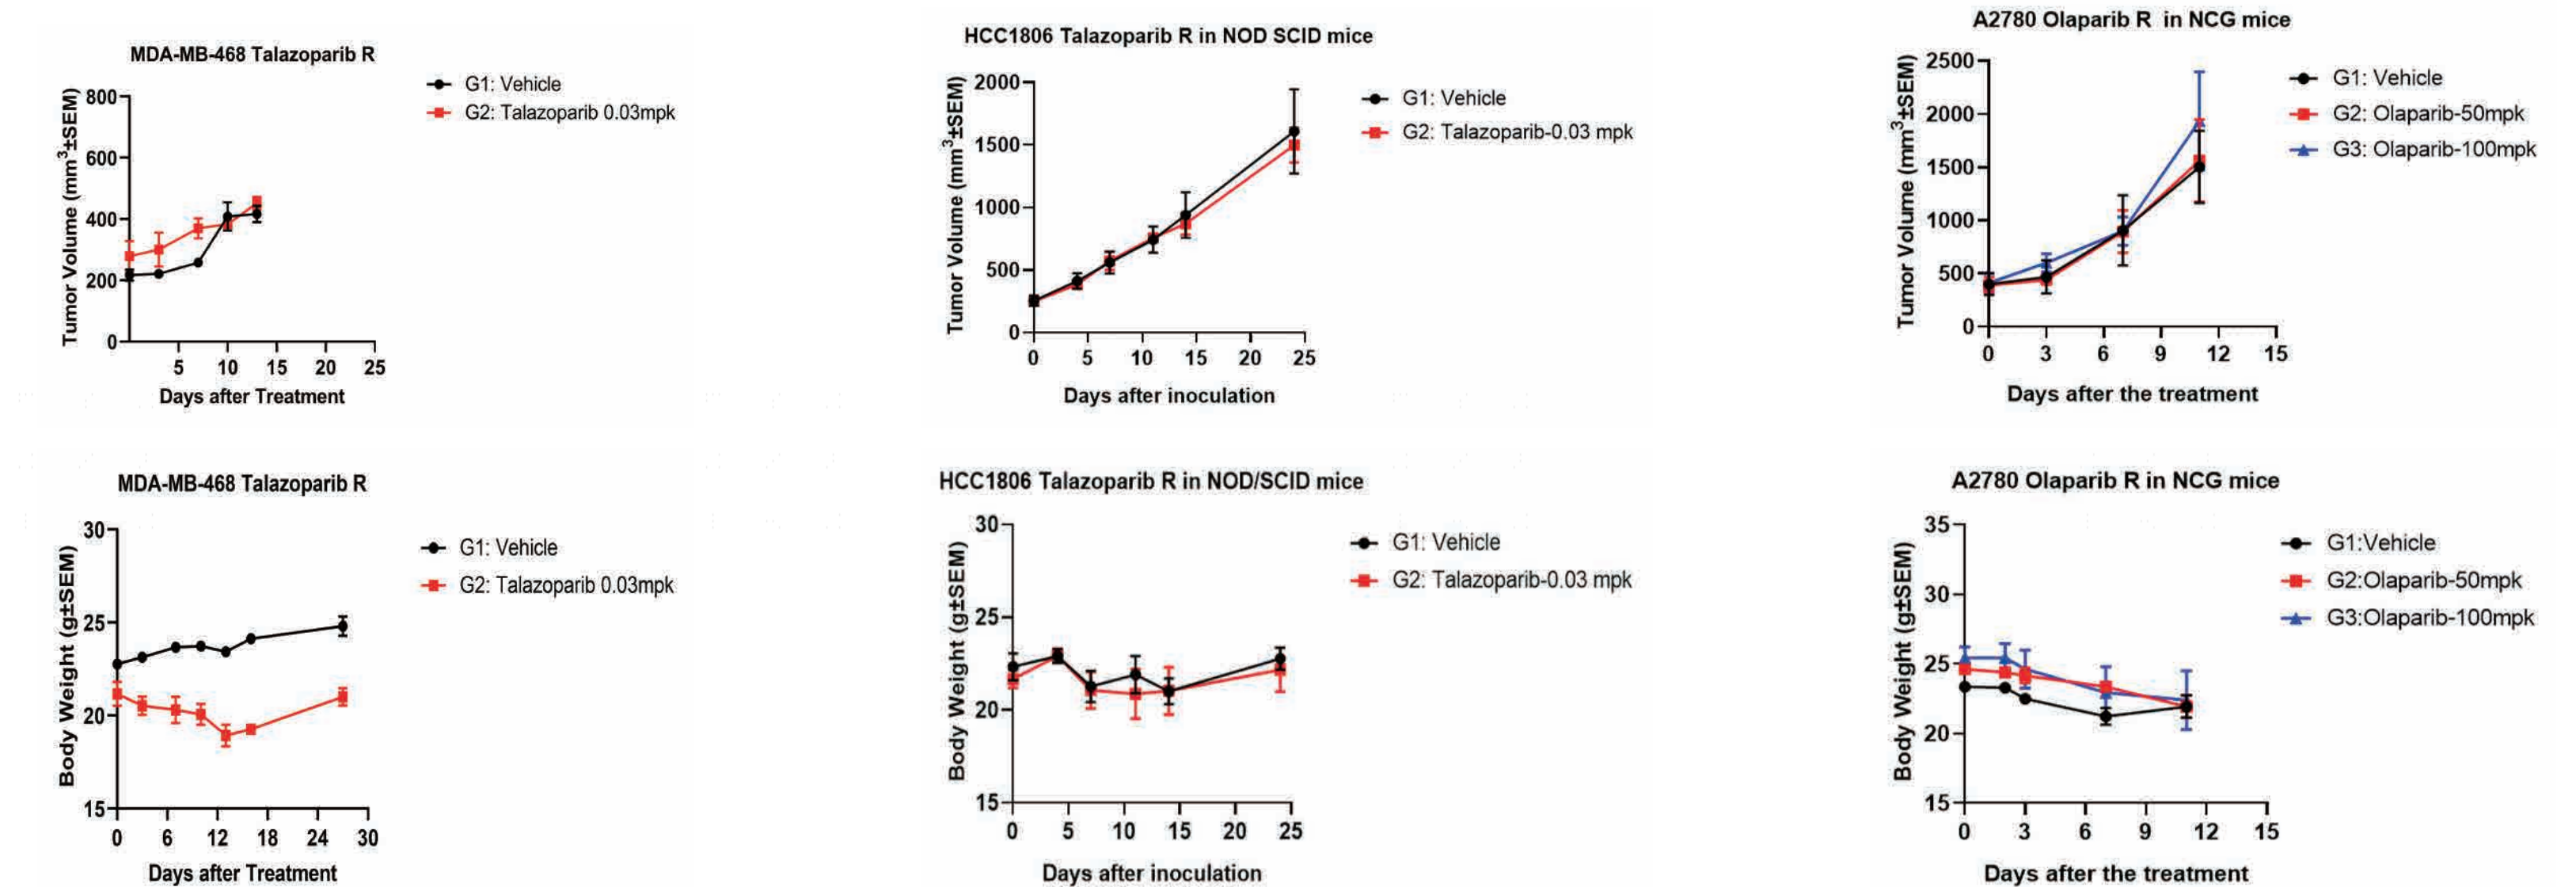 MDA-MB-468 Talazoparib R
Tumor Volume (mm³±SEM)
800
600
400
200
0
5 10 15 20 25
Days after Treatment
G1: Vehicle
G2: Talazoparib 0.03mpk
HCC1806 Talazoparib R in NOD SCID mice
Tumor Volume (mm³±SEM)
2000
1500
1000
500
0
0 5 10 15 20 25
Days after inoculation
G1: Vehicle
G2: Talazoparib-0.03 mpk
A2780 Olaparib R in NCG mice
Tumor Volume (mm³±SEM)
2500
2000
1500
1000
500
0
0 3 6 9 12 15
Days after the treatment
G1: Vehicle
G2: Olaparib-50mpk
G3: Olaparib-100mpk
MDA-MB-468 Talazoparib R
Body Weight (g±SEM)
30
25
20
15
0 6 12 18 24 30
Days after Treatment
G1: Vehicle
G2: Talazoparib 0.03mpk
HCC1806 Talazoparib R in NOD/SCID mice
Body Weight (g±SEM)
30
25
20
15
0 5 10 15 20 25
Days after inoculation
G1: Vehicle
G2: Talazoparib-0.03 mpk
A2780 Olaparib R in NCG mice
Body Weight (g±SEM)
35
30
25
20
15
0 3 6 9 12 15
Days after the treatment
G1:Vehicle
G2:Olaparib-50mpk
G3:Olaparib-100mpk